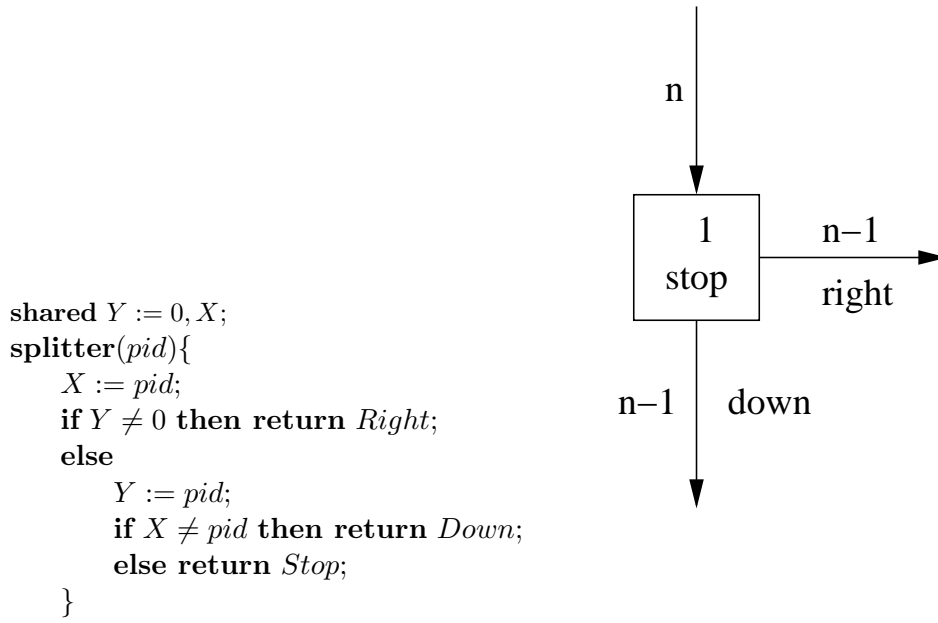 shared Y := 0, X;
splitter(pid){
X := pid;
if Y ≠ 0 then return Right;
else
Y := pid;
if X ≠ pid then return Down;
else return Stop;
}
n
1
stop
n−1
right
n−1 down